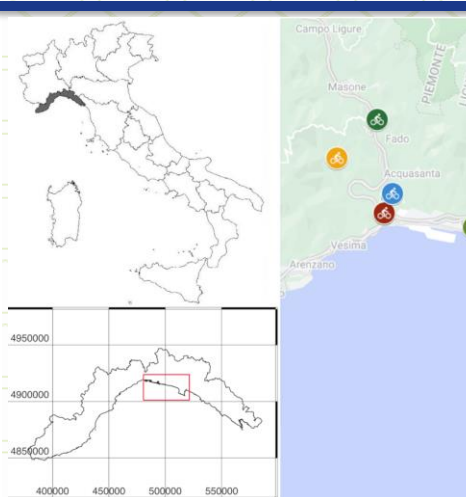 Campo Ligure
Masone
PIEMONTE
Fado
Acquasanta
Vesima
Arenzano
4950000
4900000
4850000
400000
450000
500000
550000